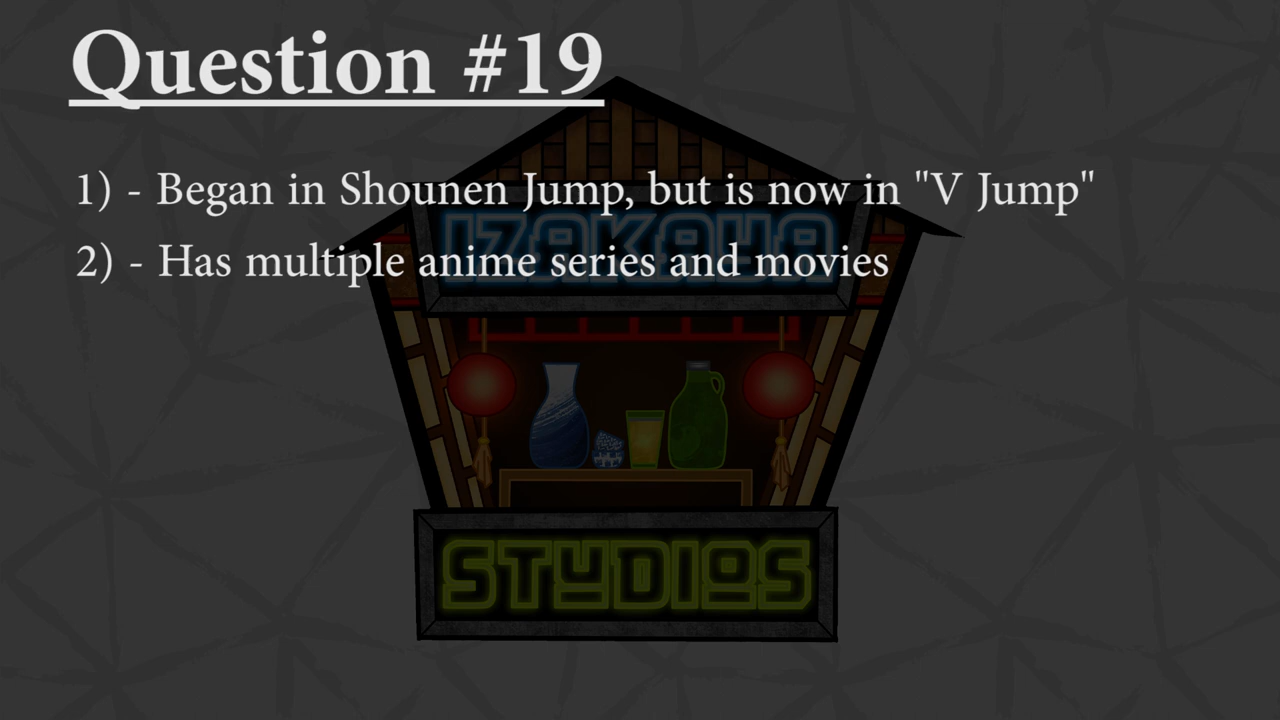 Question #19
1) - Began in Shounen Jump, but is now in "V Jump"
2) - Has multiple anime series and movies
IZAKAYA
STUDIOS